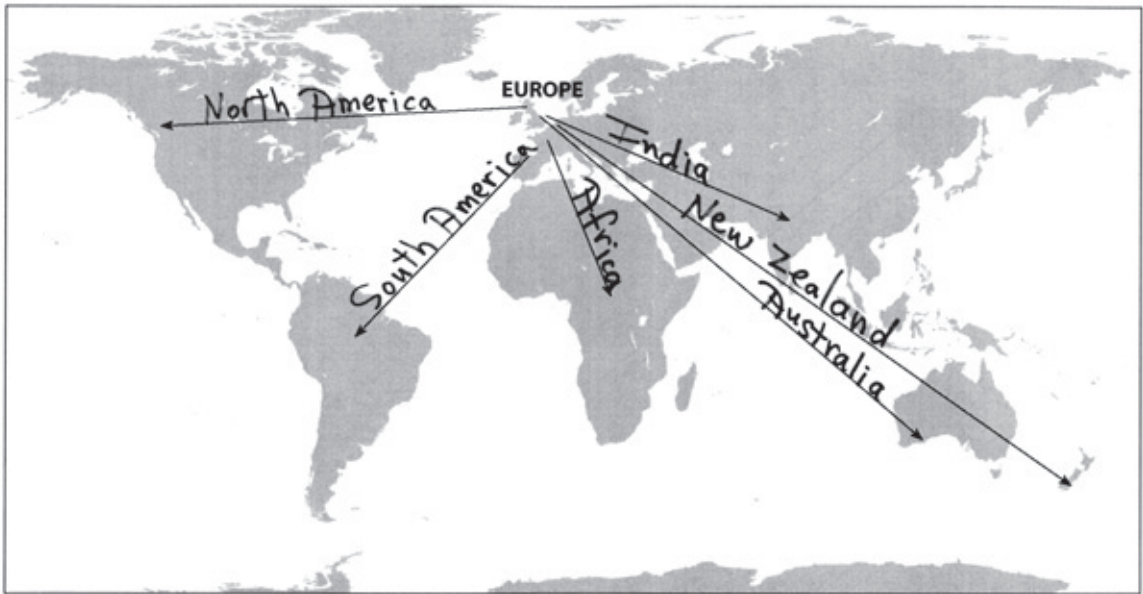 EUROPE
North America
India
South America
Africa
New Zealand
Australia